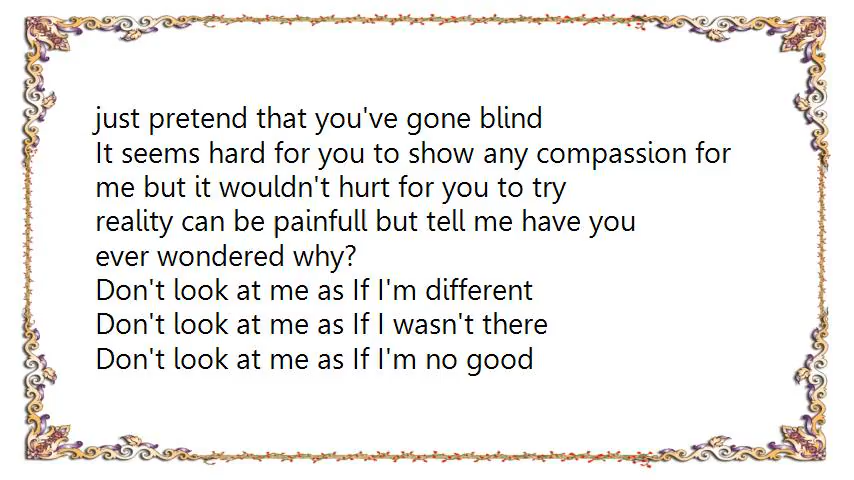 just pretend that you've gone blind
It seems hard for you to show any compassion for
me but it wouldn't hurt for you to try
reality can be painfull but tell me have you
ever wondered why?
Don't look at me as If I'm different
Don't look at me as If I wasn't there
Don't look at me as If I'm no good